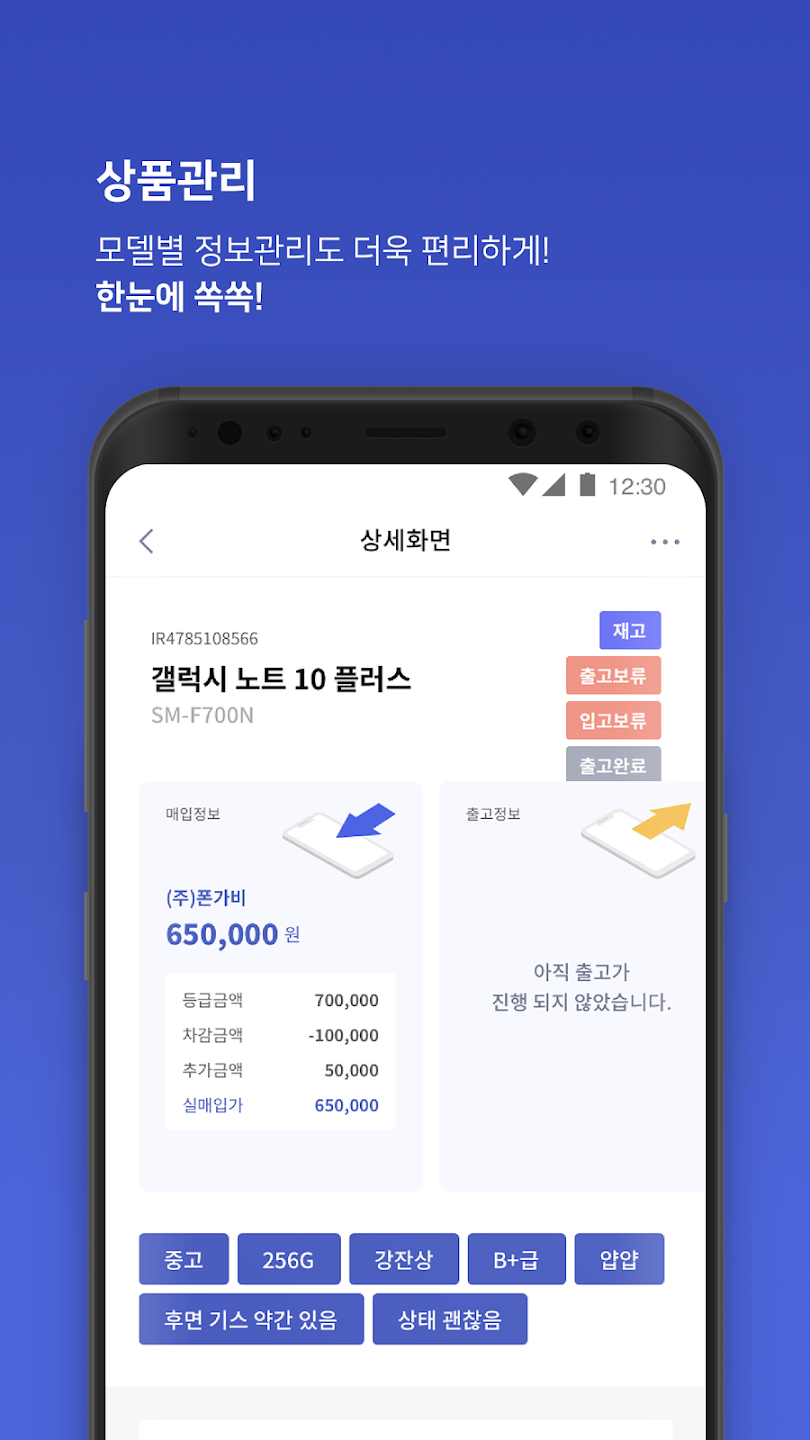 상품관리
모델별 정보관리도 더욱 편리하게!
한눈에 쏙쏙!
12:30
상세화면
IR4785108566
갤럭시 노트 10 플러스
SM-F700N
재고
출고보류
입고보류
출고완료
매입정보
(주)폰가비
650,000 원
등급금액 700,000
차감금액 -100,000
추가금액 50,000
실매입가 650,000
출고정보
아직 출고가
진행 되지 않았습니다.
중고 256G 강잔상 B+급 얍얍
후면 기스 약간 있음 상태 괜찮음